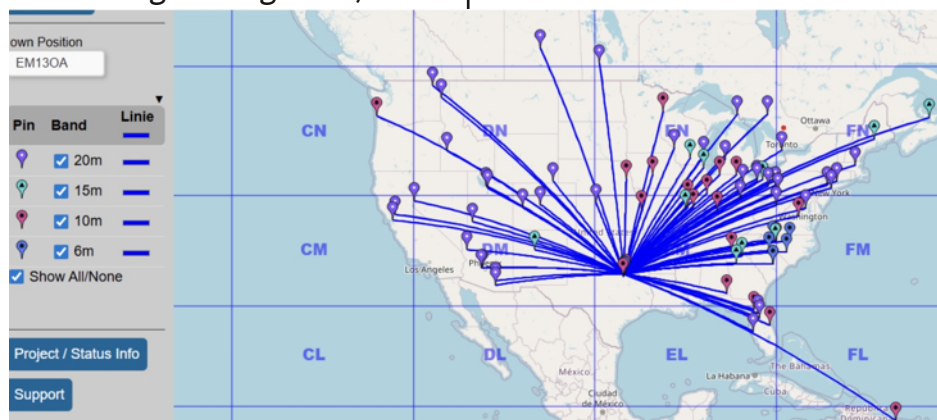 own Position
EM13OA
Pin Band Linie
20m
15m
10m
6m
Show All/None
Project / Status Info
Support
CN DN EN FN
CM DM FM
CL DL EL FL
Ottawa
Toronto
New York
Washington
Los Angeles
México
Ciudad
de México
La Habana
The Bahamas
Cuba